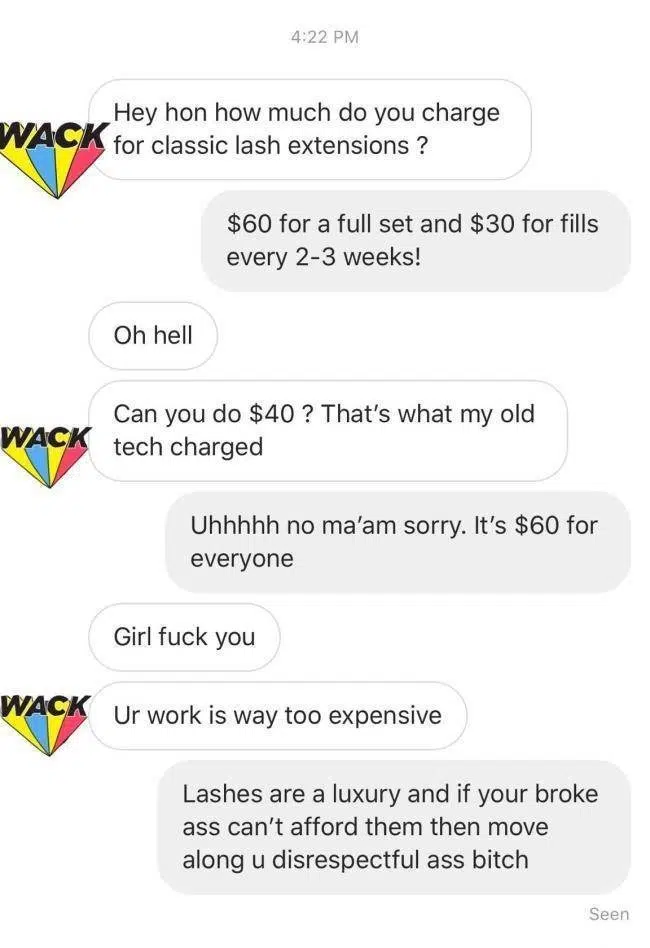 4:22 PM
WACK
Hey hon how much do you charge
for classic lash extensions ?
$60 for a full set and $30 for fills
every 2-3 weeks!
Oh hell
Can you do $40 ? That’s what my old
WACK
tech charged
Uhhhhh no ma’am sorry. It’s $60 for
everyone
Girl fuck you
WACK
Ur work is way too expensive
Lashes are a luxury and if your broke
ass can’t afford them then move
along u disrespectful ass bitch
Seen